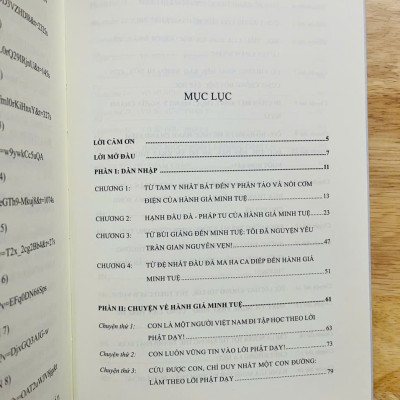 MỤC LỤC
LỜI CẢM ƠN 5
LỜI MỞ ĐẦU 7
PHẦN I: DẪN NHẬP 11
CHƯƠNG 1: TỪ TAM Y NHẤT BÁT ĐẾN Y PHẤN TẢO VÀ NỒI CƠM
ĐIỆN CỦA HÀNH GIẢ MINH TUỆ 13
CHƯƠNG 2: HẠNH ĐẦU ĐÀ - PHÁP TU CỦA HÀNH GIẢ MINH TUỆ 23
CHƯƠNG 3: TỪ BÙI GIÁNG ĐẾN MINH TUỆ: TÔI ĐÃ NGUYỆN YÊU
TRẦN GIAN NGUYÊN VẸN! 47
CHƯƠNG 4: TỪ ĐỆ NHẤT ĐẦU ĐÀ MA HA CA DIẾP ĐẾN HÀNH GIẢ
MINH TUỆ 51
PHẦN II: CHUYỆN VỀ HÀNH GIẢ MINH TUỆ 61
Chuyện thứ 1: CON LÀ MỘT NGƯỜI VIỆT NAM ĐI TẬP HỌC THEO LỜI
PHẬT DẠY! 63
Chuyện thứ 2: CON LUÔN VỮNG TIN VÀO LỜI PHẬT DẠY! 73
Chuyện thứ 3: CỨU ĐƯỢC CON, CHỈ DUY NHẤT MỘT CON ĐƯỜNG:
LÀM THEO LỜI PHẬT DẠY 79